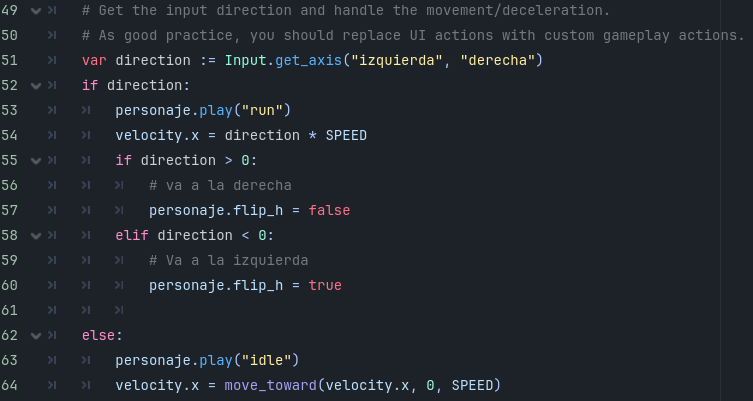 49 # Get the input direction and handle the movement/deceleration.
50 # As good practice, you should replace UI actions with custom gameplay actions.
51 var direction := Input.get_axis("izquierda", "derecha")
52 if direction:
53 personaje.play("run")
54 velocity.x = direction * SPEED
55 if direction > 0:
56 # va a la derecha
57 personaje.flip_h = false
58 elif direction < 0:
59 # Va a la izquierda
60 personaje.flip_h = true
61
62 else:
63 personaje.play("idle")
64 velocity.x = move_toward(velocity.x, 0, SPEED)